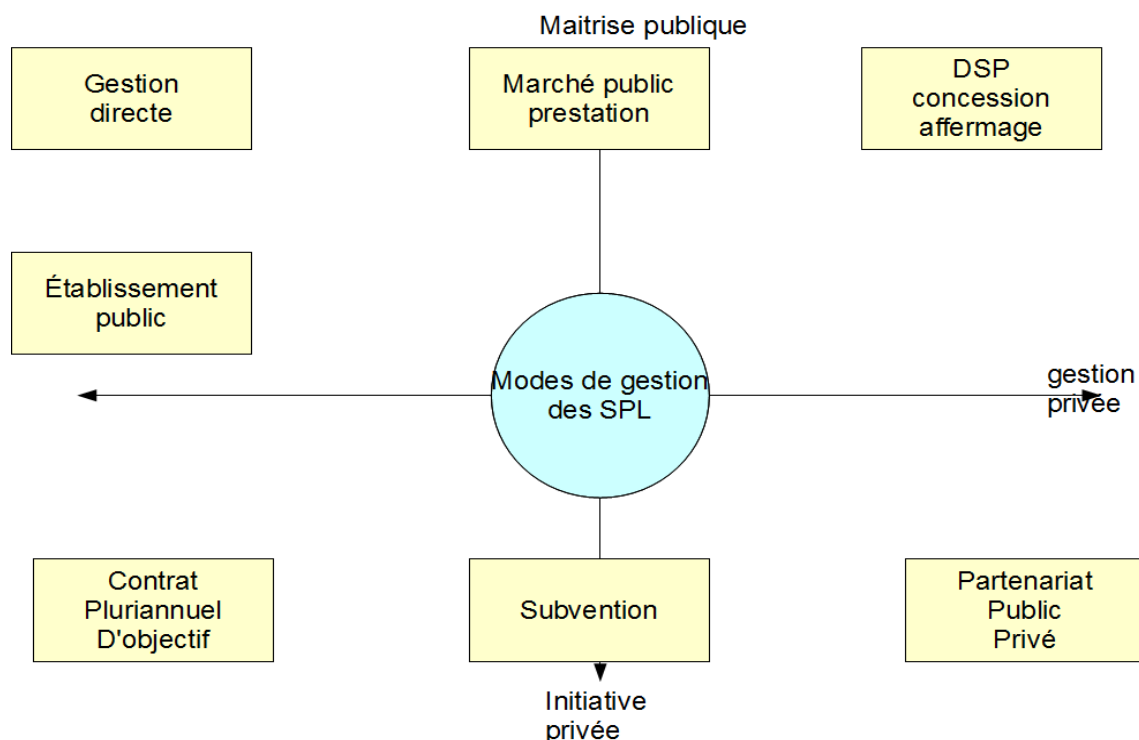 Maitrise publique
Gestion
directe
Marché public
prestation
DSP
concession
affermage
Établissement
public
Modes de gestion
des SPL
gestion
privée
Contrat
Pluriannuel
D'objectif
Subvention
Partenariat
Public
Privé
Initiative
privée